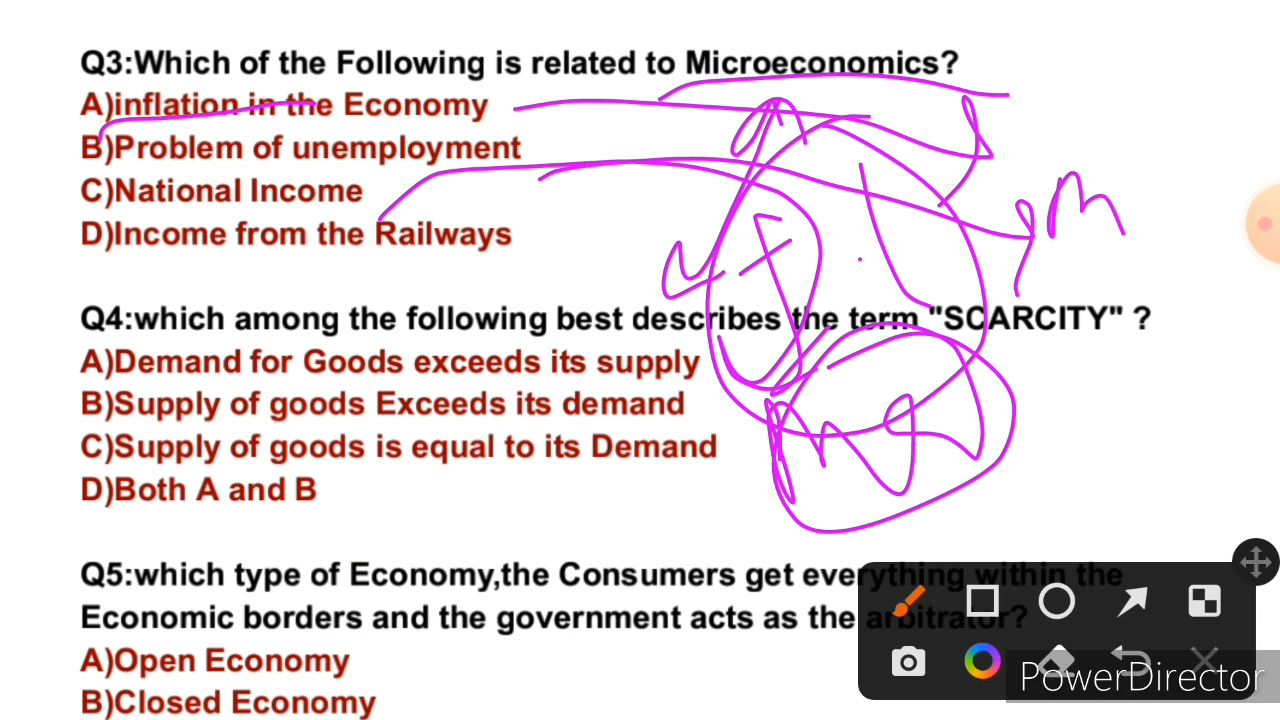 Q3:Which of the Following is related to Microeconomics?
A)inflation in the Economy
B)Problem of unemployment
C)National Income
D)Income from the Railways
Q4:which among the following best describes the term "SCARCITY" ?
A)Demand for Goods exceeds its supply
B)Supply of goods Exceeds its demand
C)Supply of goods is equal to its Demand
D)Both A and B
Q5:which type of Economy,the Consumers get everything within the
Economic borders and the government acts as the arbitrator?
A)Open Economy
B)Closed Economy
PowerDirector